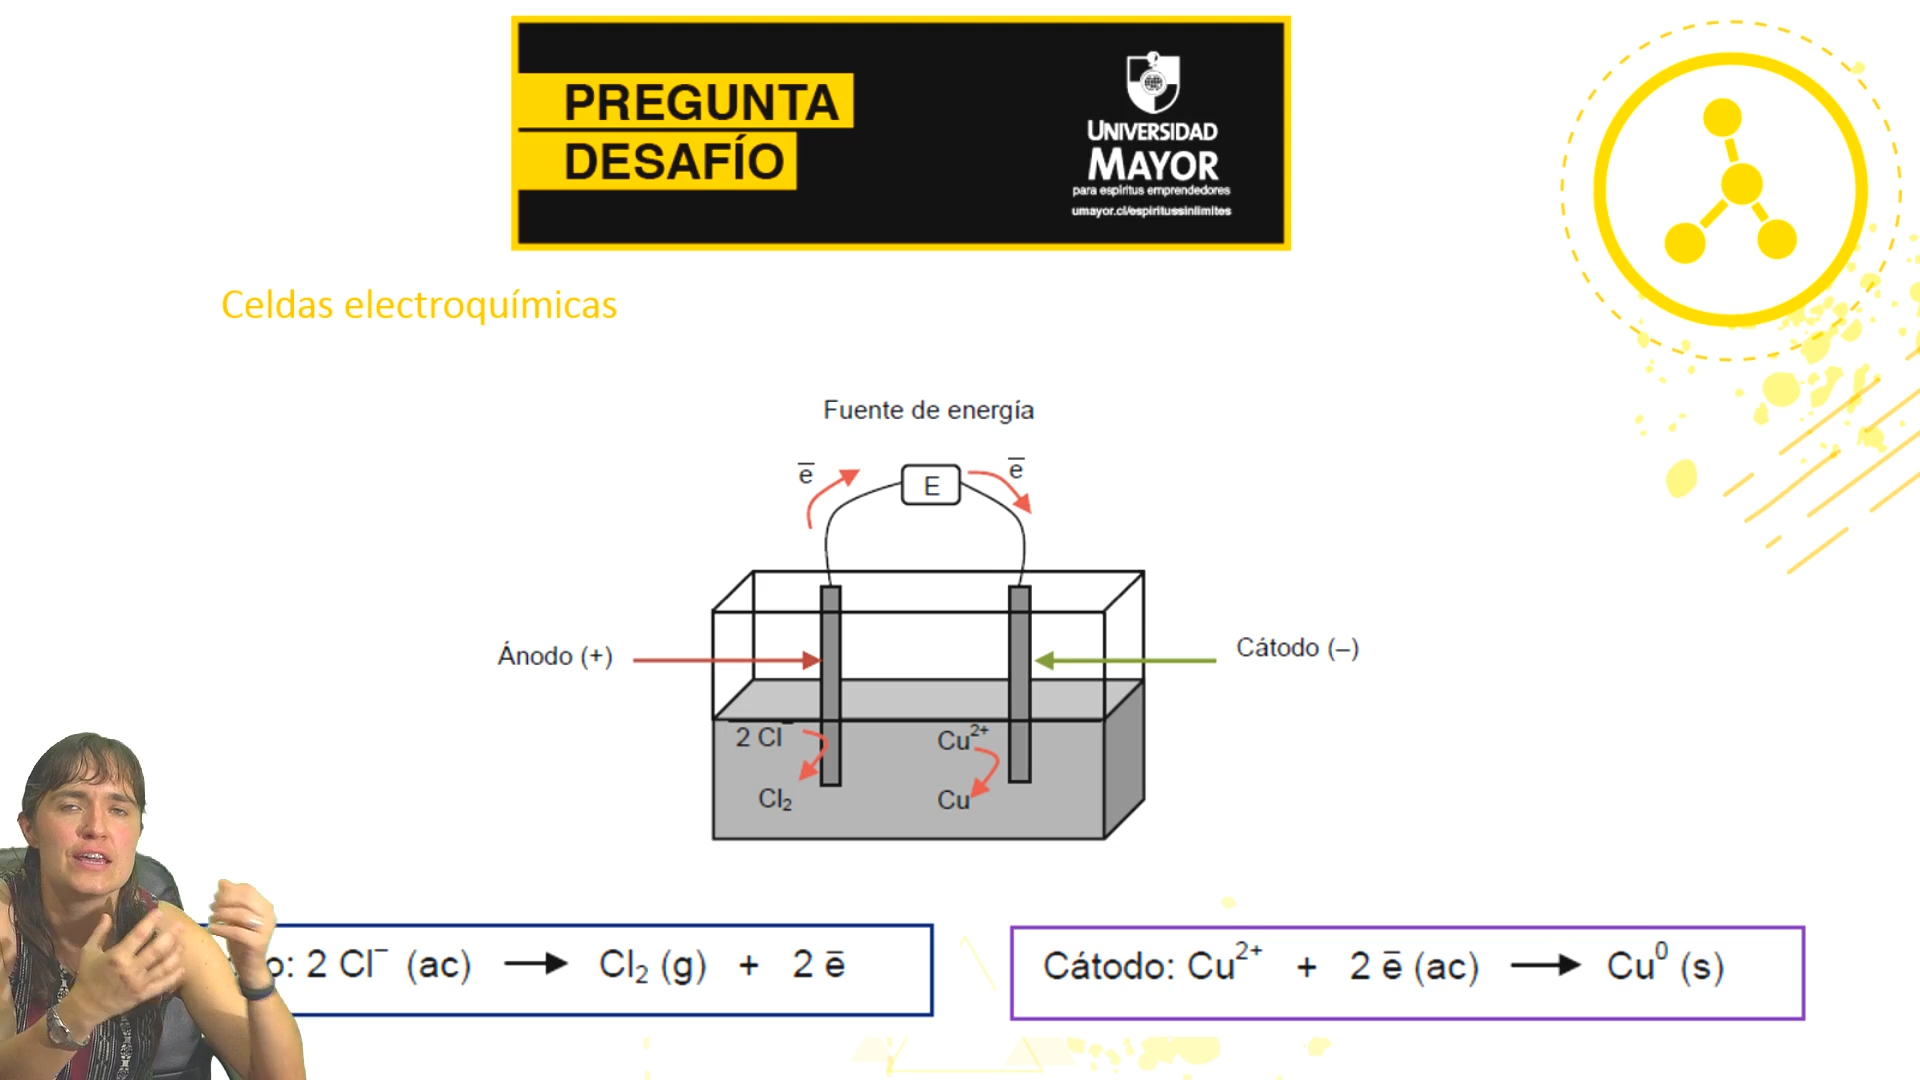 PREGUNTA
DESAFÍO
UNIVERSIDAD
MAYOR
para espíritus emprendedores
umayor.cl/espiritussinlimites
Celdas electroquímicas
Fuente de energía
e̅
E
e̅
Ánodo (+)
Cátodo (–)
2 Cl⁻
Cu²⁺
Cl₂
Cu
o: 2 Cl⁻ (ac) → Cl₂ (g) + 2 e̅
Cátodo: Cu²⁺ + 2 e̅ (ac) → Cu⁰ (s)